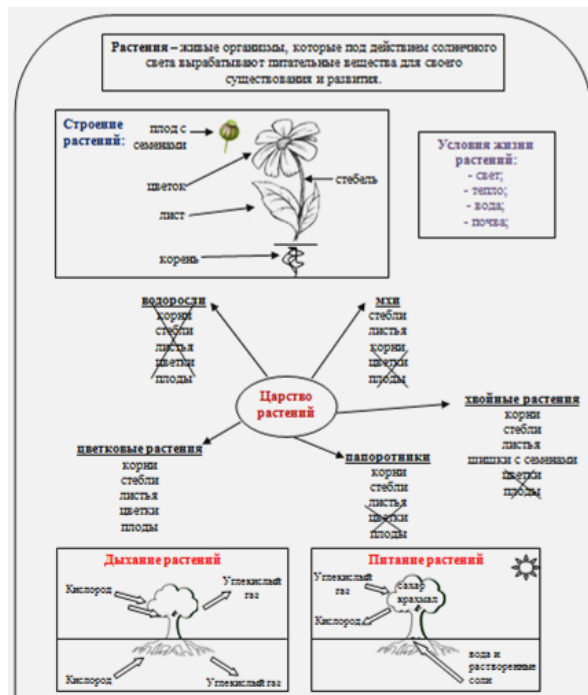 Растения – живые организмы, которые под действием солнечного
света вырабатывают питательные вещества для своего
существования и развития.
Строение
растений:
плод с
семенами
цветок
стебель
лист
корень
Условия жизни
растений:
- свет;
- тепло;
- вода;
- почва;
водоросли
корни
стебли
листья
цветки
плоды
мхи
стебли
листья
корни
цветки
плоды
Царство
растений
хвойные растения
корни
стебли
листья
шишки с семенами
цветки
плоды
цветковые растения
корни
стебли
листья
цветки
плоды
папоротники
корни
стебли
листья
цветки
плоды
Дыхание растений
Кислород
Углекислый
газ
Кислород
Углекислый газ
Питание растений
Углекислый
газ
сахар
крахмал
Кислород
вода и
растворенные
соли